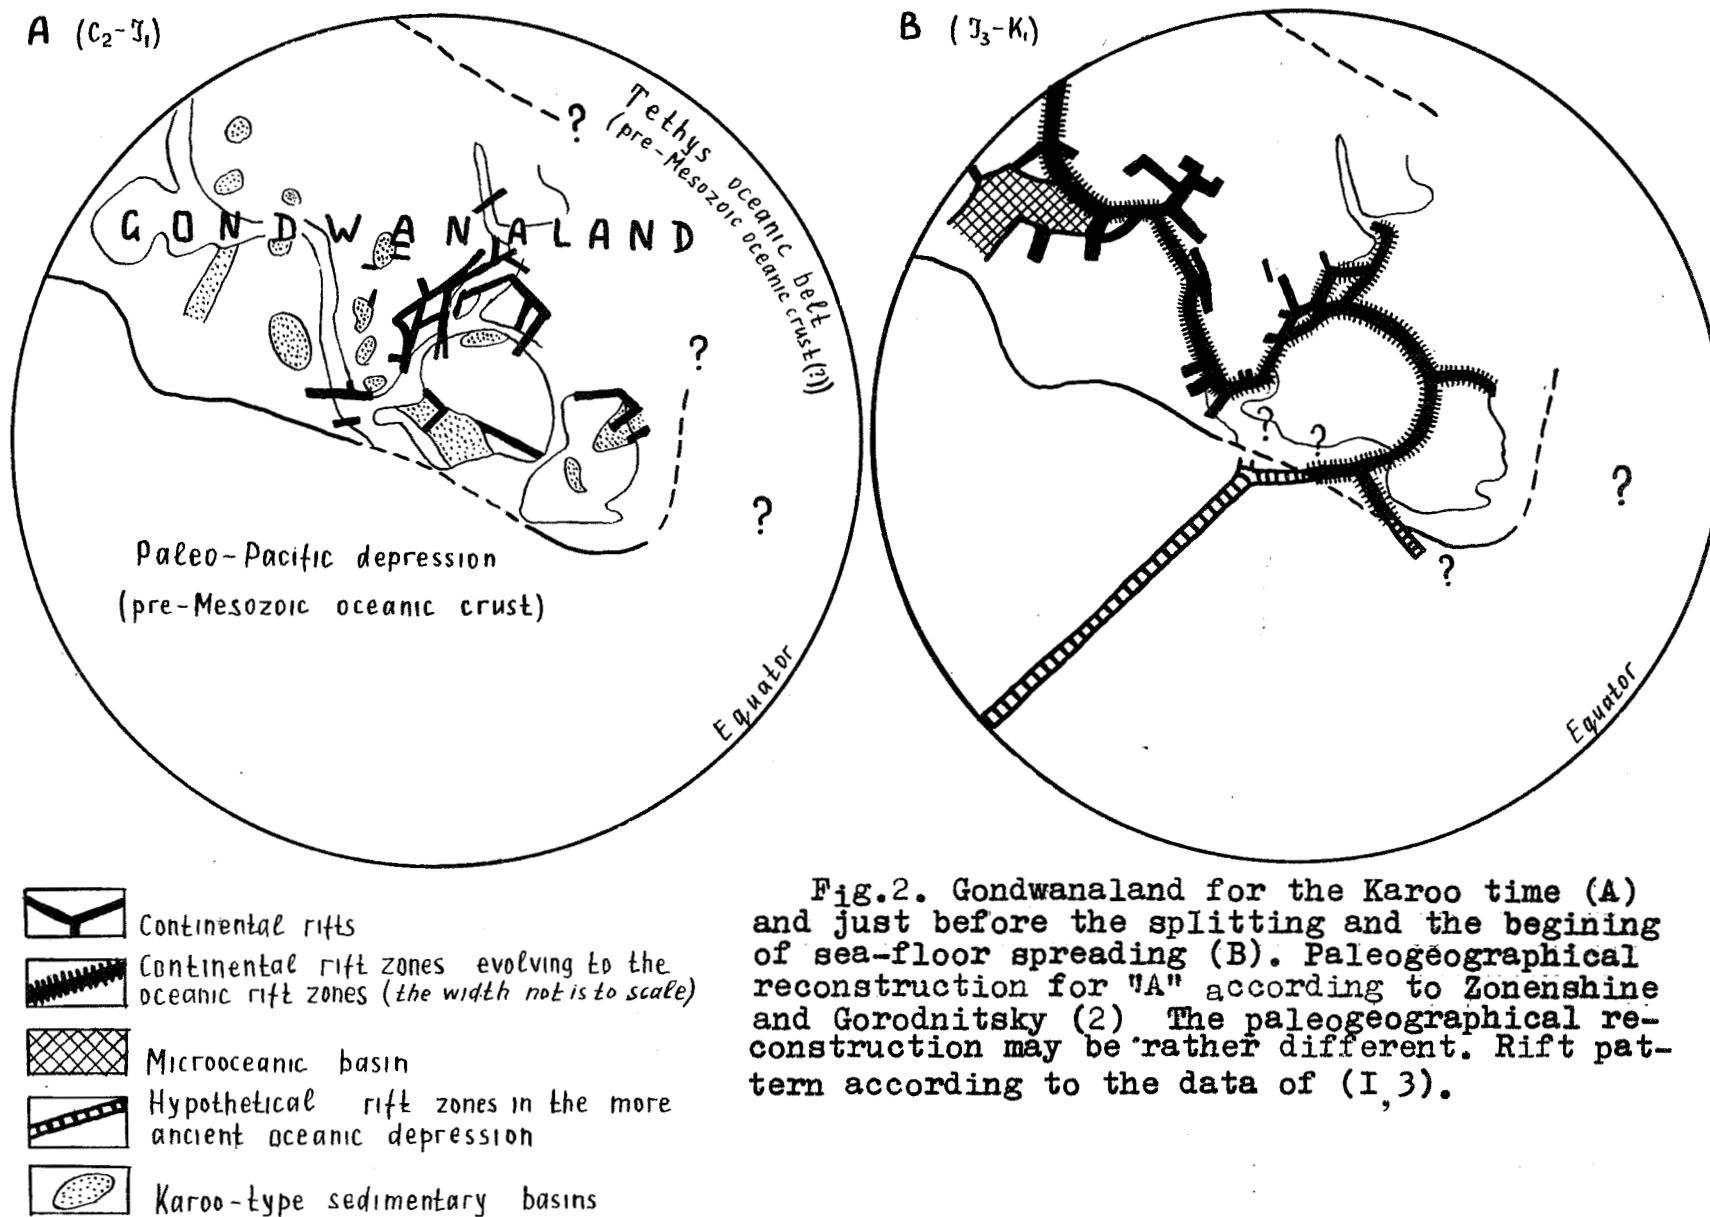 A (C₂-J₁)
?
Tethys oceanic belt
(pre-Mesozoic oceanic crust(?))
GONDWANALAND
?
?
Paleo-Pacific depression
(pre-Mesozoic oceanic crust)
Equator
B (J₃-K₁)
?
?
?
?
Equator
Continental rifts
Continental rift zones evolving to the
oceanic rift zones (the width not is to scale)
Microoceanic basin
Hypothetical rift zones in the more
ancient oceanic depression
Karoo-type sedimentary basins
Fig.2. Gondwanaland for the Karoo time (A)
and just before the splitting and the begining
of sea-floor spreading (B). Paleogeographical
reconstruction for "A" according to Zonenshine
and Gorodnitsky (2) The paleogeographical re-
construction may be rather different. Rift pat-
tern according to the data of (I,3).